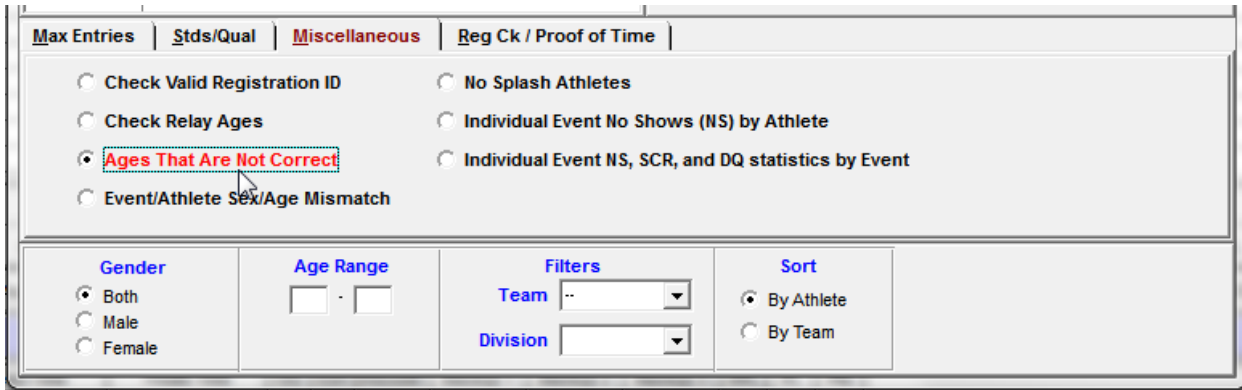 Max Entries Stds/Qual Miscellaneous Reg Ck / Proof of Time
Check Valid Registration ID No Splash Athletes
Check Relay Ages Individual Event No Shows (NS) by Athlete
Ages That Are Not Correct Individual Event NS, SCR, and DQ statistics by Event
Event/Athlete Sex/Age Mismatch
Gender Age Range Filters Sort
Both - Team -- By Athlete
Male
Female Division By Team